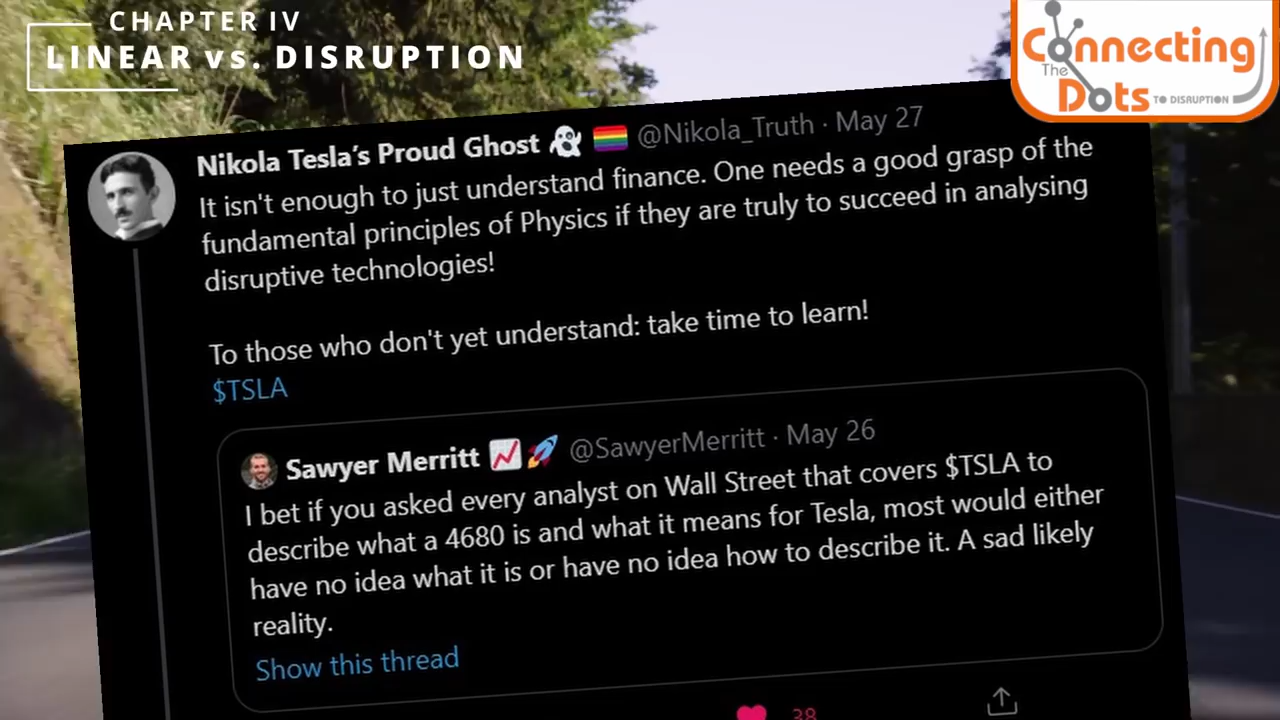 CHAPTER IV
LINEAR vs. DISRUPTION
Connecting
The
Dots TO DISRUPTION
Nikola Tesla's Proud Ghost 👻 🏳️‍🌈 @Nikola_Truth · May 27
It isn't enough to just understand finance. One needs a good grasp of the
fundamental principles of Physics if they are truly to succeed in analysing
disruptive technologies!
To those who don't yet understand: take time to learn!
$TSLA
Sawyer Merritt 📈🚀 @SawyerMerritt · May 26
I bet if you asked every analyst on Wall Street that covers $TSLA to
describe what a 4680 is and what it means for Tesla, most would either
have no idea what it is or have no idea how to describe it. A sad likely
reality.
Show this thread
38